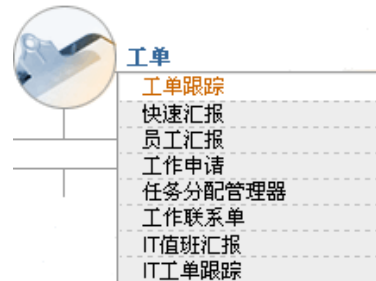 工单
工单跟踪
快速汇报
员工汇报
工作申请
任务分配管理器
工作联系单
IT值班汇报
IT工单跟踪